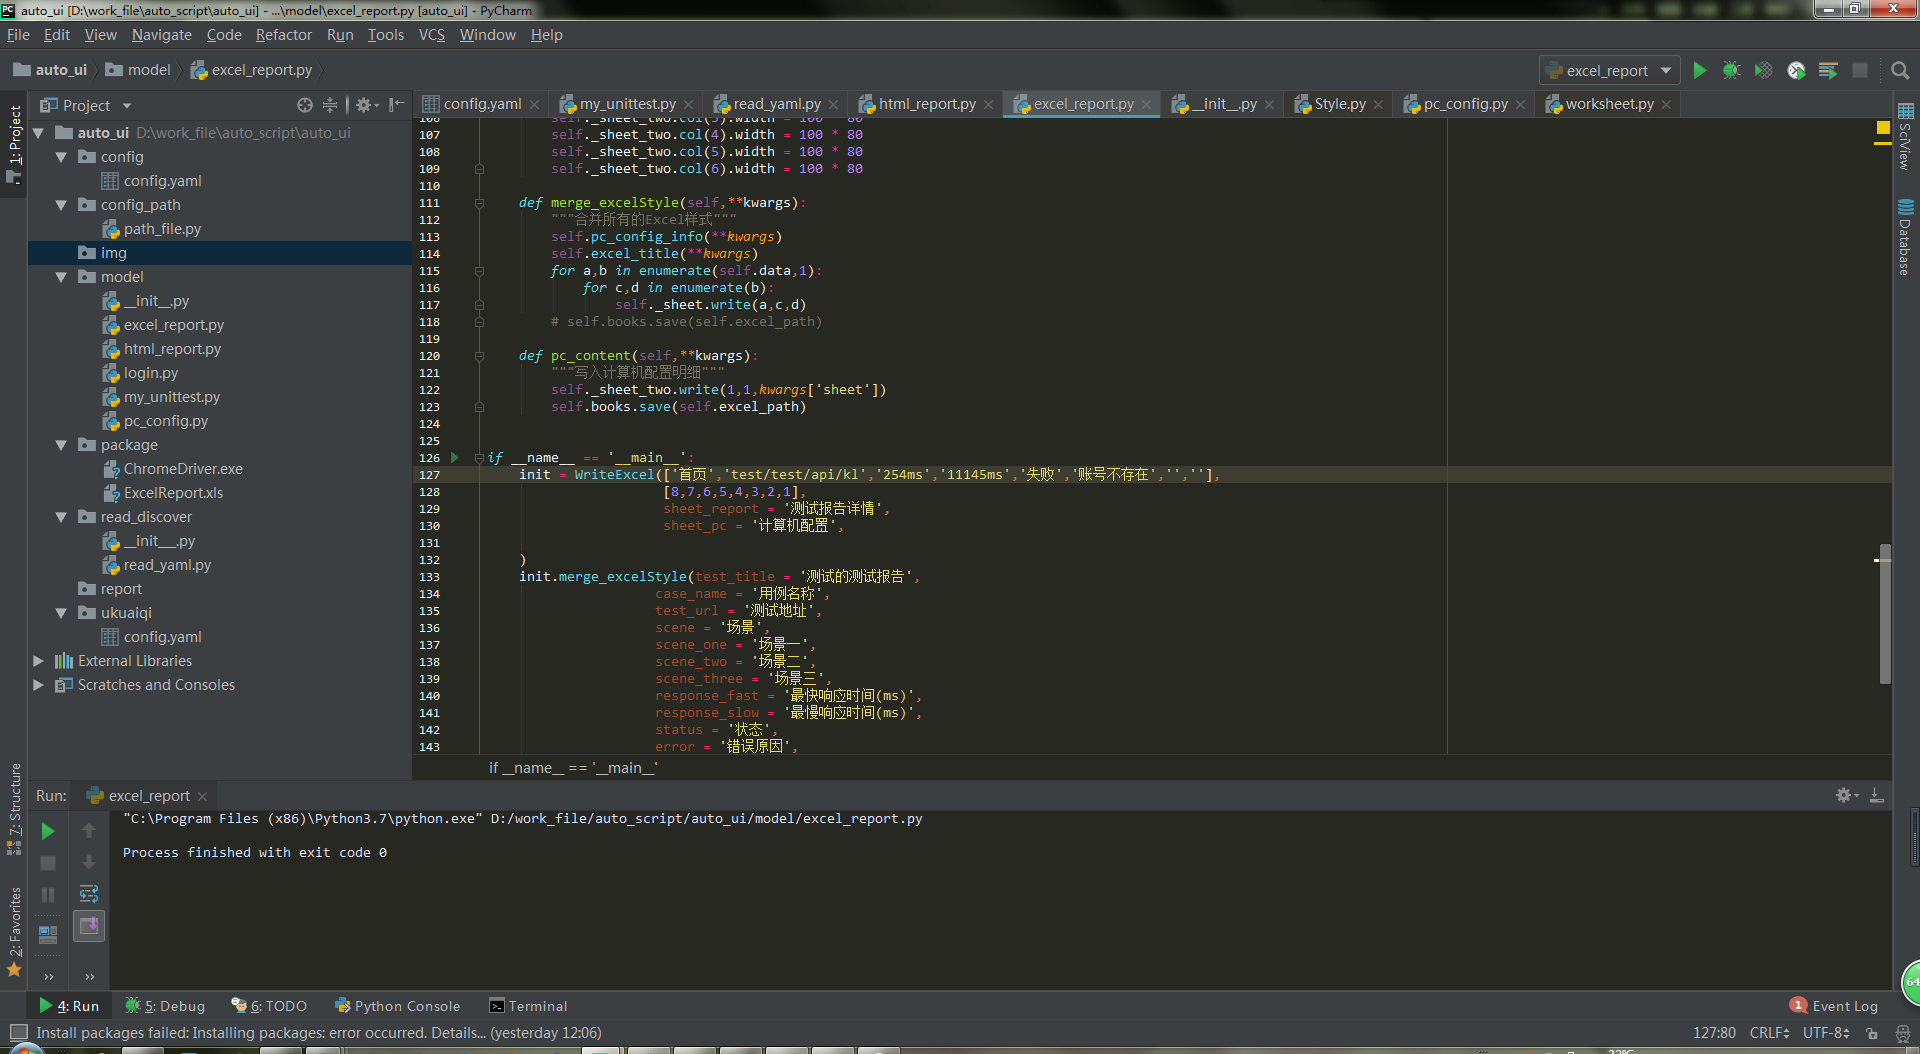 auto_ui [D:\work_file\auto_script\auto_ui] - ...\model\excel_report.py [auto_ui] - PyCharm
File Edit View Navigate Code Refactor Run Tools VCS Window Help
auto_ui model excel_report.py
excel_report
1: Project
Project
config.yaml my_unittest.py read_yaml.py html_report.py excel_report.py __init__.py Style.py pc_config.py worksheet.py
auto_ui D:\work_file\auto_script\auto_ui
config
config.yaml
config_path
path_file.py
img
model
__init__.py
excel_report.py
html_report.py
login.py
my_unittest.py
pc_config.py
package
ChromeDriver.exe
ExcelReport.xls
read_discover
__init__.py
read_yaml.py
report
ukuaiqi
config.yaml
External Libraries
Scratches and Consoles
106 self._sheet_two.col(3).width = 100 * 80
107 self._sheet_two.col(4).width = 100 * 80
108 self._sheet_two.col(5).width = 100 * 80
109 self._sheet_two.col(6).width = 100 * 80
110
111 def merge_excelStyle(self,**kwargs):
112 """合并所有的Excel样式"""
113 self.pc_config_info(**kwargs)
114 self.excel_title(**kwargs)
115 for a,b in enumerate(self.data,1):
116 for c,d in enumerate(b):
117 self._sheet.write(a,c,d)
118 # self.books.save(self.excel_path)
119
120 def pc_content(self,**kwargs):
121 """写入计算机配置明细"""
122 self._sheet_two.write(1,1,kwargs['sheet'])
123 self.books.save(self.excel_path)
124
125
126 if __name__ == '__main__':
127 init = WriteExcel(['首页','test/test/api/kl','254ms','11145ms','失败','账号不存在','',''],
128 [8,7,6,5,4,3,2,1],
129 sheet_report = '测试报告详情',
130 sheet_pc = '计算机配置',
131
132 )
133 init.merge_excelStyle(test_title = '测试的测试报告',
134 case_name = '用例名称',
135 test_url = '测试地址',
136 scene = '场景',
137 scene_one = '场景一',
138 scene_two = '场景二',
139 scene_three = '场景三',
140 response_fast = '最快响应时间(ms)',
141 response_slow = '最慢响应时间(ms)',
142 status = '状态',
143 error = '错误原因',
if __name__ == '__main__'
SciView
Database
7: Structure
2: Favorites
Run: excel_report
"C:\Program Files (x86)\Python3.7\python.exe" D:/work_file/auto_script/auto_ui/model/excel_report.py
Process finished with exit code 0
64
4: Run 5: Debug 6: TODO Python Console Terminal 1 Event Log
Install packages failed: Installing packages: error occurred. Details... (yesterday 12:06) 127:80 CRLF UTF-8